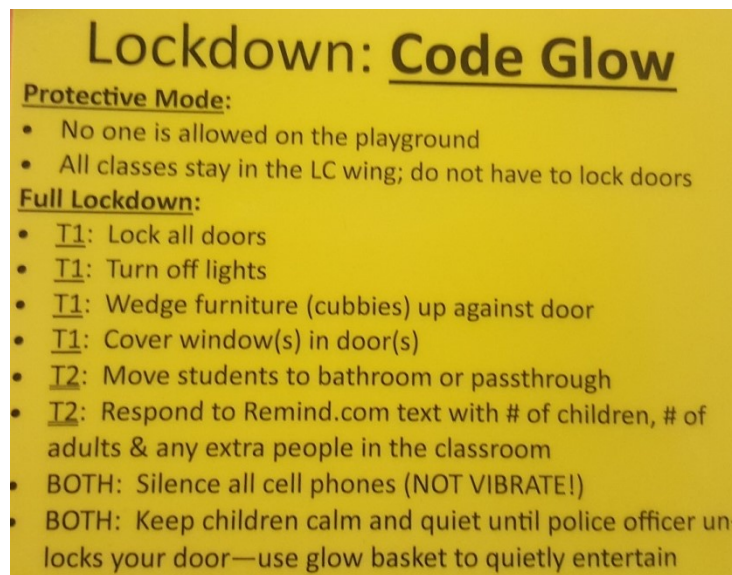 Lockdown: Code Glow
Protective Mode:
• No one is allowed on the playground
• All classes stay in the LC wing; do not have to lock doors
Full Lockdown:
• T1: Lock all doors
• T1: Turn off lights
• T1: Wedge furniture (cubbies) up against door
• T1: Cover window(s) in door(s)
• T2: Move students to bathroom or passthrough
• T2: Respond to Remind.com text with # of children, # of
adults & any extra people in the classroom
• BOTH: Silence all cell phones (NOT VIBRATE!)
• BOTH: Keep children calm and quiet until police officer un-
locks your door—use glow basket to quietly entertain